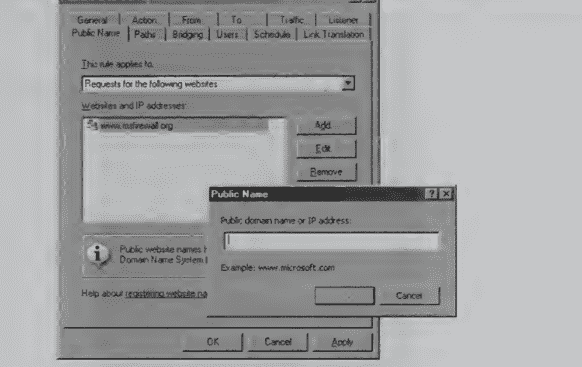 General Action From To Traffic Listener
Public Name Paths Bridging Users Schedule Link Translation
This rule applies to:
Requests for the following websites
Websites and IP addresses:
www.msfirewall.org
Add...
Edit
Remove
Public Name
Public domain name or IP address:
Public website names
Domain Name System
Example: www.microsoft.com
Help about registering website na
Cancel
OK Cancel Apply